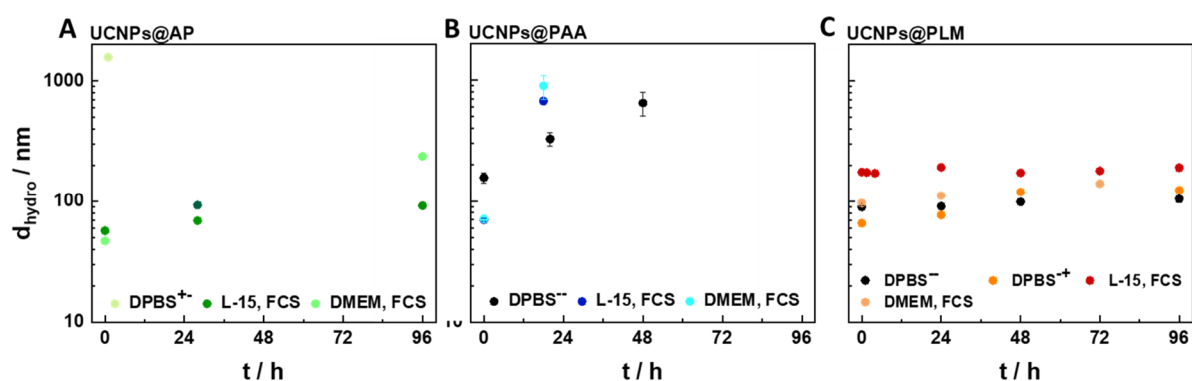 A UCNPs@AP
B UCNPs@PAA
C UCNPs@PLM
d_hydro / nm
1000
100
10
DPBS⁺⁻ L-15, FCS DMEM, FCS
0 24 48 72 96
t / h
10
DPBS⁻⁻ L-15, FCS DMEM, FCS
0 24 48 72 96
t / h
DPBS⁻⁻ DPBS⁻⁺ L-15, FCS
DMEM, FCS
0 24 48 72 96
t / h